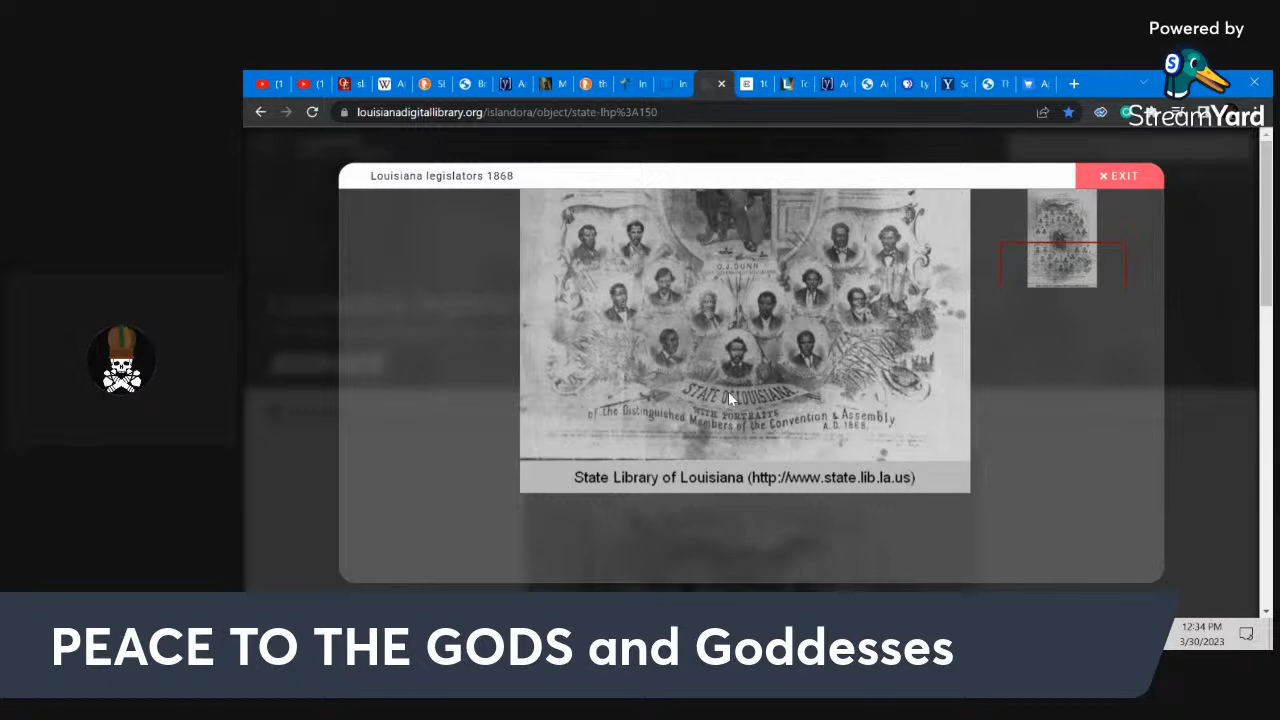 Powered by
StreamYard
louisianadigitallibrary.org/islandora/object/state-lhp%3A150
Louisiana legislators 1868
× EXIT
O.J. DUNN
STATE OF LOUISIANA
WITH PORTRAITS
of the Distinguished Members of the Convention & Assembly
A. D. 1868.
State Library of Louisiana (http://www.state.lib.la.us)
12:34 PM
3/30/2023
PEACE TO THE GODS and Goddesses